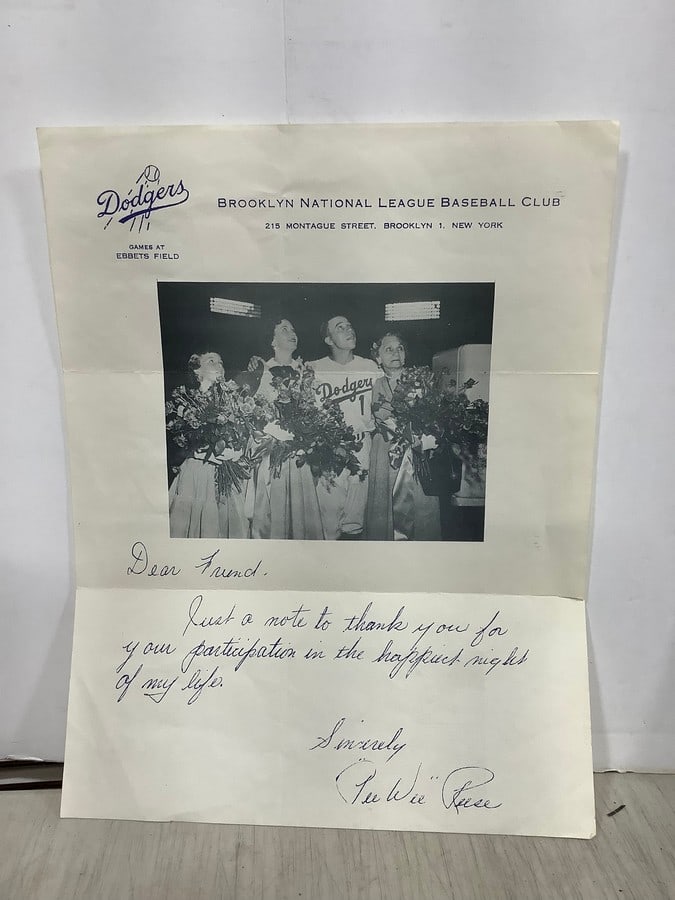 Dodgers
GAMES AT
EBBETS FIELD
BROOKLYN NATIONAL LEAGUE BASEBALL CLUB
215 MONTAGUE STREET, BROOKLYN 1, NEW YORK
Dodgers
1
Dear Friend.
Just a note to thank you for
your participation in the happiest night
of my life.
Sincerely
"Pee Wee" Reese